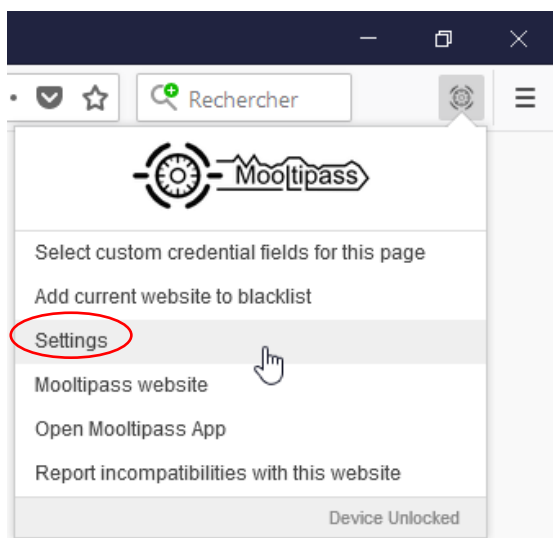 Rechercher
Mooltipass
Select custom credential fields for this page
Add current website to blacklist
Settings
Mooltipass website
Open Mooltipass App
Report incompatibilities with this website
Device Unlocked